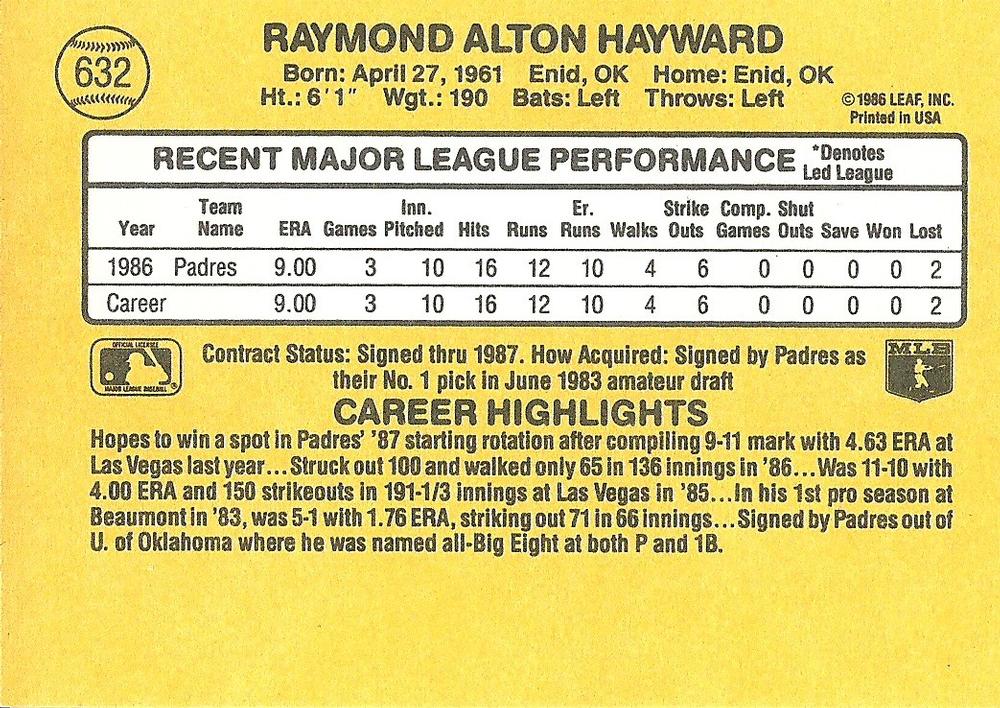 632
RAYMOND ALTON HAYWARD
Born: April 27, 1961 Enid, OK Home: Enid, OK
Ht.: 6'1" Wgt.: 190 Bats: Left Throws: Left
©1986 LEAF, INC.
Printed in USA
RECENT MAJOR LEAGUE PERFORMANCE *Denotes
Led League
Year Team Name ERA Games Inn. Pitched Hits Runs Er. Runs Walks Strike Outs Comp. Games Shut Outs Save Won Lost
1986 Padres 9.00 3 10 16 12 10 4 6 0 0 0 0 2
Career 9.00 3 10 16 12 10 4 6 0 0 0 0 2
OFFICIAL LICENSEE
MAJOR LEAGUE BASEBALL ®
Contract Status: Signed thru 1987. How Acquired: Signed by Padres as
their No. 1 pick in June 1983 amateur draft
MLB
CAREER HIGHLIGHTS
Hopes to win a spot in Padres' '87 starting rotation after compiling 9-11 mark with 4.63 ERA at
Las Vegas last year...Struck out 100 and walked only 65 in 136 innings in '86...Was 11-10 with
4.00 ERA and 150 strikeouts in 191-1/3 innings at Las Vegas in '85...In his 1st pro season at
Beaumont in '83, was 5-1 with 1.76 ERA, striking out 71 in 66 innings...Signed by Padres out of
U. of Oklahoma where he was named all-Big Eight at both P and 1B.